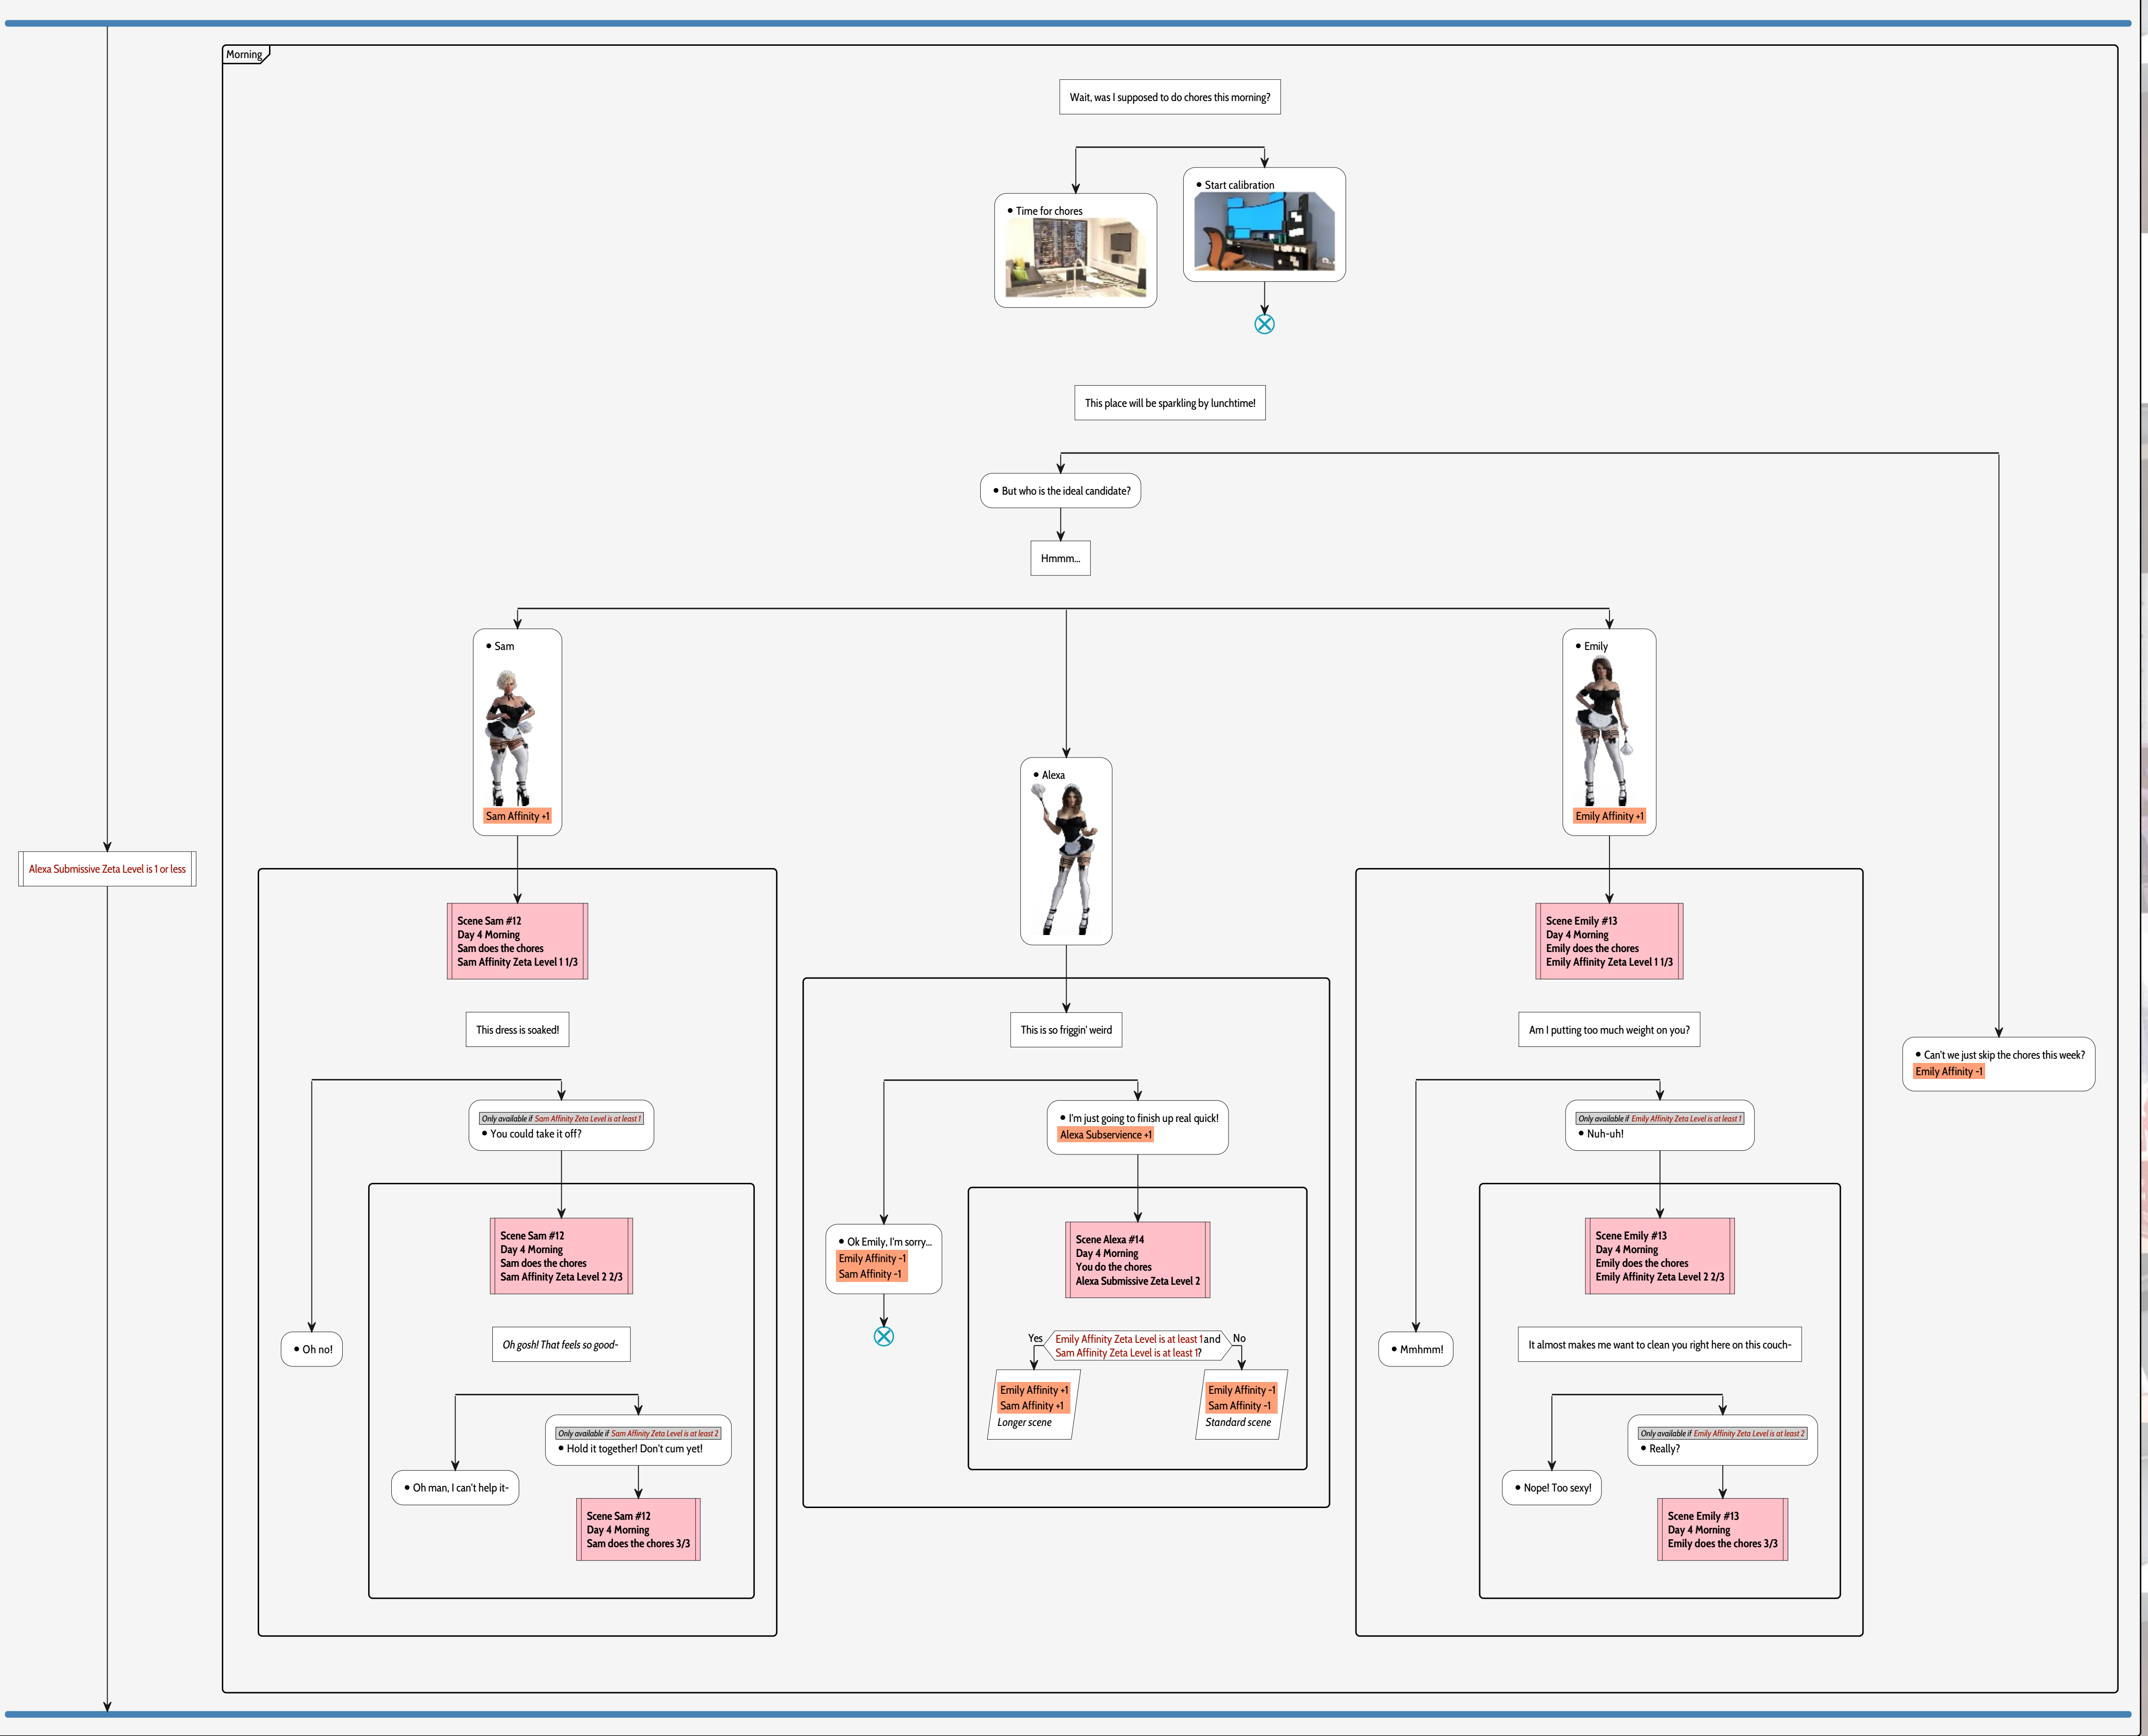 Morning
Wait, was I supposed to do chores this morning?
Time for chores
Start calibration
This place will be sparkling by lunchtime!
But who is the ideal candidate?
Hmmm...
Sam
Sam Affinity +1
Alexa
Emily
Emily Affinity +1
Alexa Submissive Zeta Level is 1 or less
Scene Sam #12
Day 4 Morning
Sam does the chores
Sam Affinity Zeta Level 1 1/3
This dress is soaked!
Only available if Sam Affinity Zeta Level is at least 1
You could take it off?
Scene Sam #12
Day 4 Morning
Sam does the chores
Sam Affinity Zeta Level 2 2/3
Oh no!
Oh gosh! That feels so good-
Only available if Sam Affinity Zeta Level is at least 2
Hold it together! Don't cum yet!
Oh man, I can't help it-
Scene Sam #12
Day 4 Morning
Sam does the chores 3/3
This is so friggin' weird
I'm just going to finish up real quick!
Alexa Subservience +1
Ok Emily, I'm sorry...
Emily Affinity -1
Sam Affinity -1
Scene Alexa #14
Day 4 Morning
You do the chores
Alexa Submissive Zeta Level 2
Yes
Emily Affinity Zeta Level is at least 1 and
Sam Affinity Zeta Level is at least 1?
No
Emily Affinity +1
Sam Affinity +1
Longer scene
Emily Affinity -1
Sam Affinity -1
Standard scene
Scene Emily #13
Day 4 Morning
Emily does the chores
Emily Affinity Zeta Level 1 1/3
Am I putting too much weight on you?
Only available if Emily Affinity Zeta Level is at least 1
Nuh-uh!
Scene Emily #13
Day 4 Morning
Emily does the chores
Emily Affinity Zeta Level 2 2/3
Mmhmm!
It almost makes me want to clean you right here on this couch-
Only available if Emily Affinity Zeta Level is at least 2
Really?
Nope! Too sexy!
Scene Emily #13
Day 4 Morning
Emily does the chores 3/3
Can't we just skip the chores this week?
Emily Affinity -1